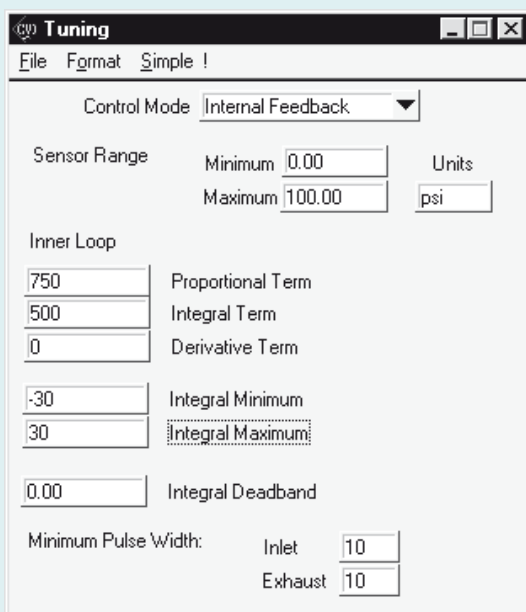 Tuning
File Format Simple !
Control Mode Internal Feedback
Sensor Range Minimum 0.00 Units
Maximum 100.00 psi
Inner Loop
750 Proportional Term
500 Integral Term
0 Derivative Term
-30 Integral Minimum
30 Integral Maximum
0.00 Integral Deadband
Minimum Pulse Width: Inlet 10
Exhaust 10